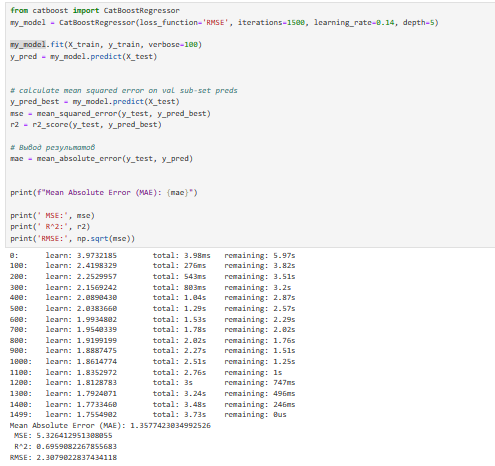 from catboost import CatBoostRegressor
my_model = CatBoostRegressor(loss_function='RMSE', iterations=1500, learning_rate=0.14, depth=5)
my_model.fit(X_train, y_train, verbose=100)
y_pred = my_model.predict(X_test)
# calculate mean squared error on val sub-set preds
y_pred_best = my_model.predict(X_test)
mse = mean_squared_error(y_test, y_pred_best)
r2 = r2_score(y_test, y_pred_best)
# Вывод результатов
mae = mean_absolute_error(y_test, y_pred)
print(f"Mean Absolute Error (MAE): {mae}")
print(' MSE:', mse)
print(' R^2:', r2)
print('RMSE:', np.sqrt(mse))
0: learn: 3.9732185 total: 3.98ms remaining: 5.97s
100: learn: 2.4198329 total: 276ms remaining: 3.82s
200: learn: 2.2529957 total: 543ms remaining: 3.51s
300: learn: 2.1569242 total: 803ms remaining: 3.2s
400: learn: 2.0890430 total: 1.04s remaining: 2.87s
500: learn: 2.0383660 total: 1.29s remaining: 2.57s
600: learn: 1.9934802 total: 1.53s remaining: 2.29s
700: learn: 1.9540339 total: 1.78s remaining: 2.02s
800: learn: 1.9199199 total: 2.02s remaining: 1.76s
900: learn: 1.8887475 total: 2.27s remaining: 1.51s
1000: learn: 1.8614774 total: 2.51s remaining: 1.25s
1100: learn: 1.8352972 total: 2.76s remaining: 1s
1200: learn: 1.8128783 total: 3s remaining: 747ms
1300: learn: 1.7924071 total: 3.24s remaining: 496ms
1400: learn: 1.7733460 total: 3.48s remaining: 246ms
1499: learn: 1.7554902 total: 3.73s remaining: 0us
Mean Absolute Error (MAE): 1.3577423034992526
MSE: 5.326412951308055
R^2: 0.6959082267855683
RMSE: 2.3079022837434118